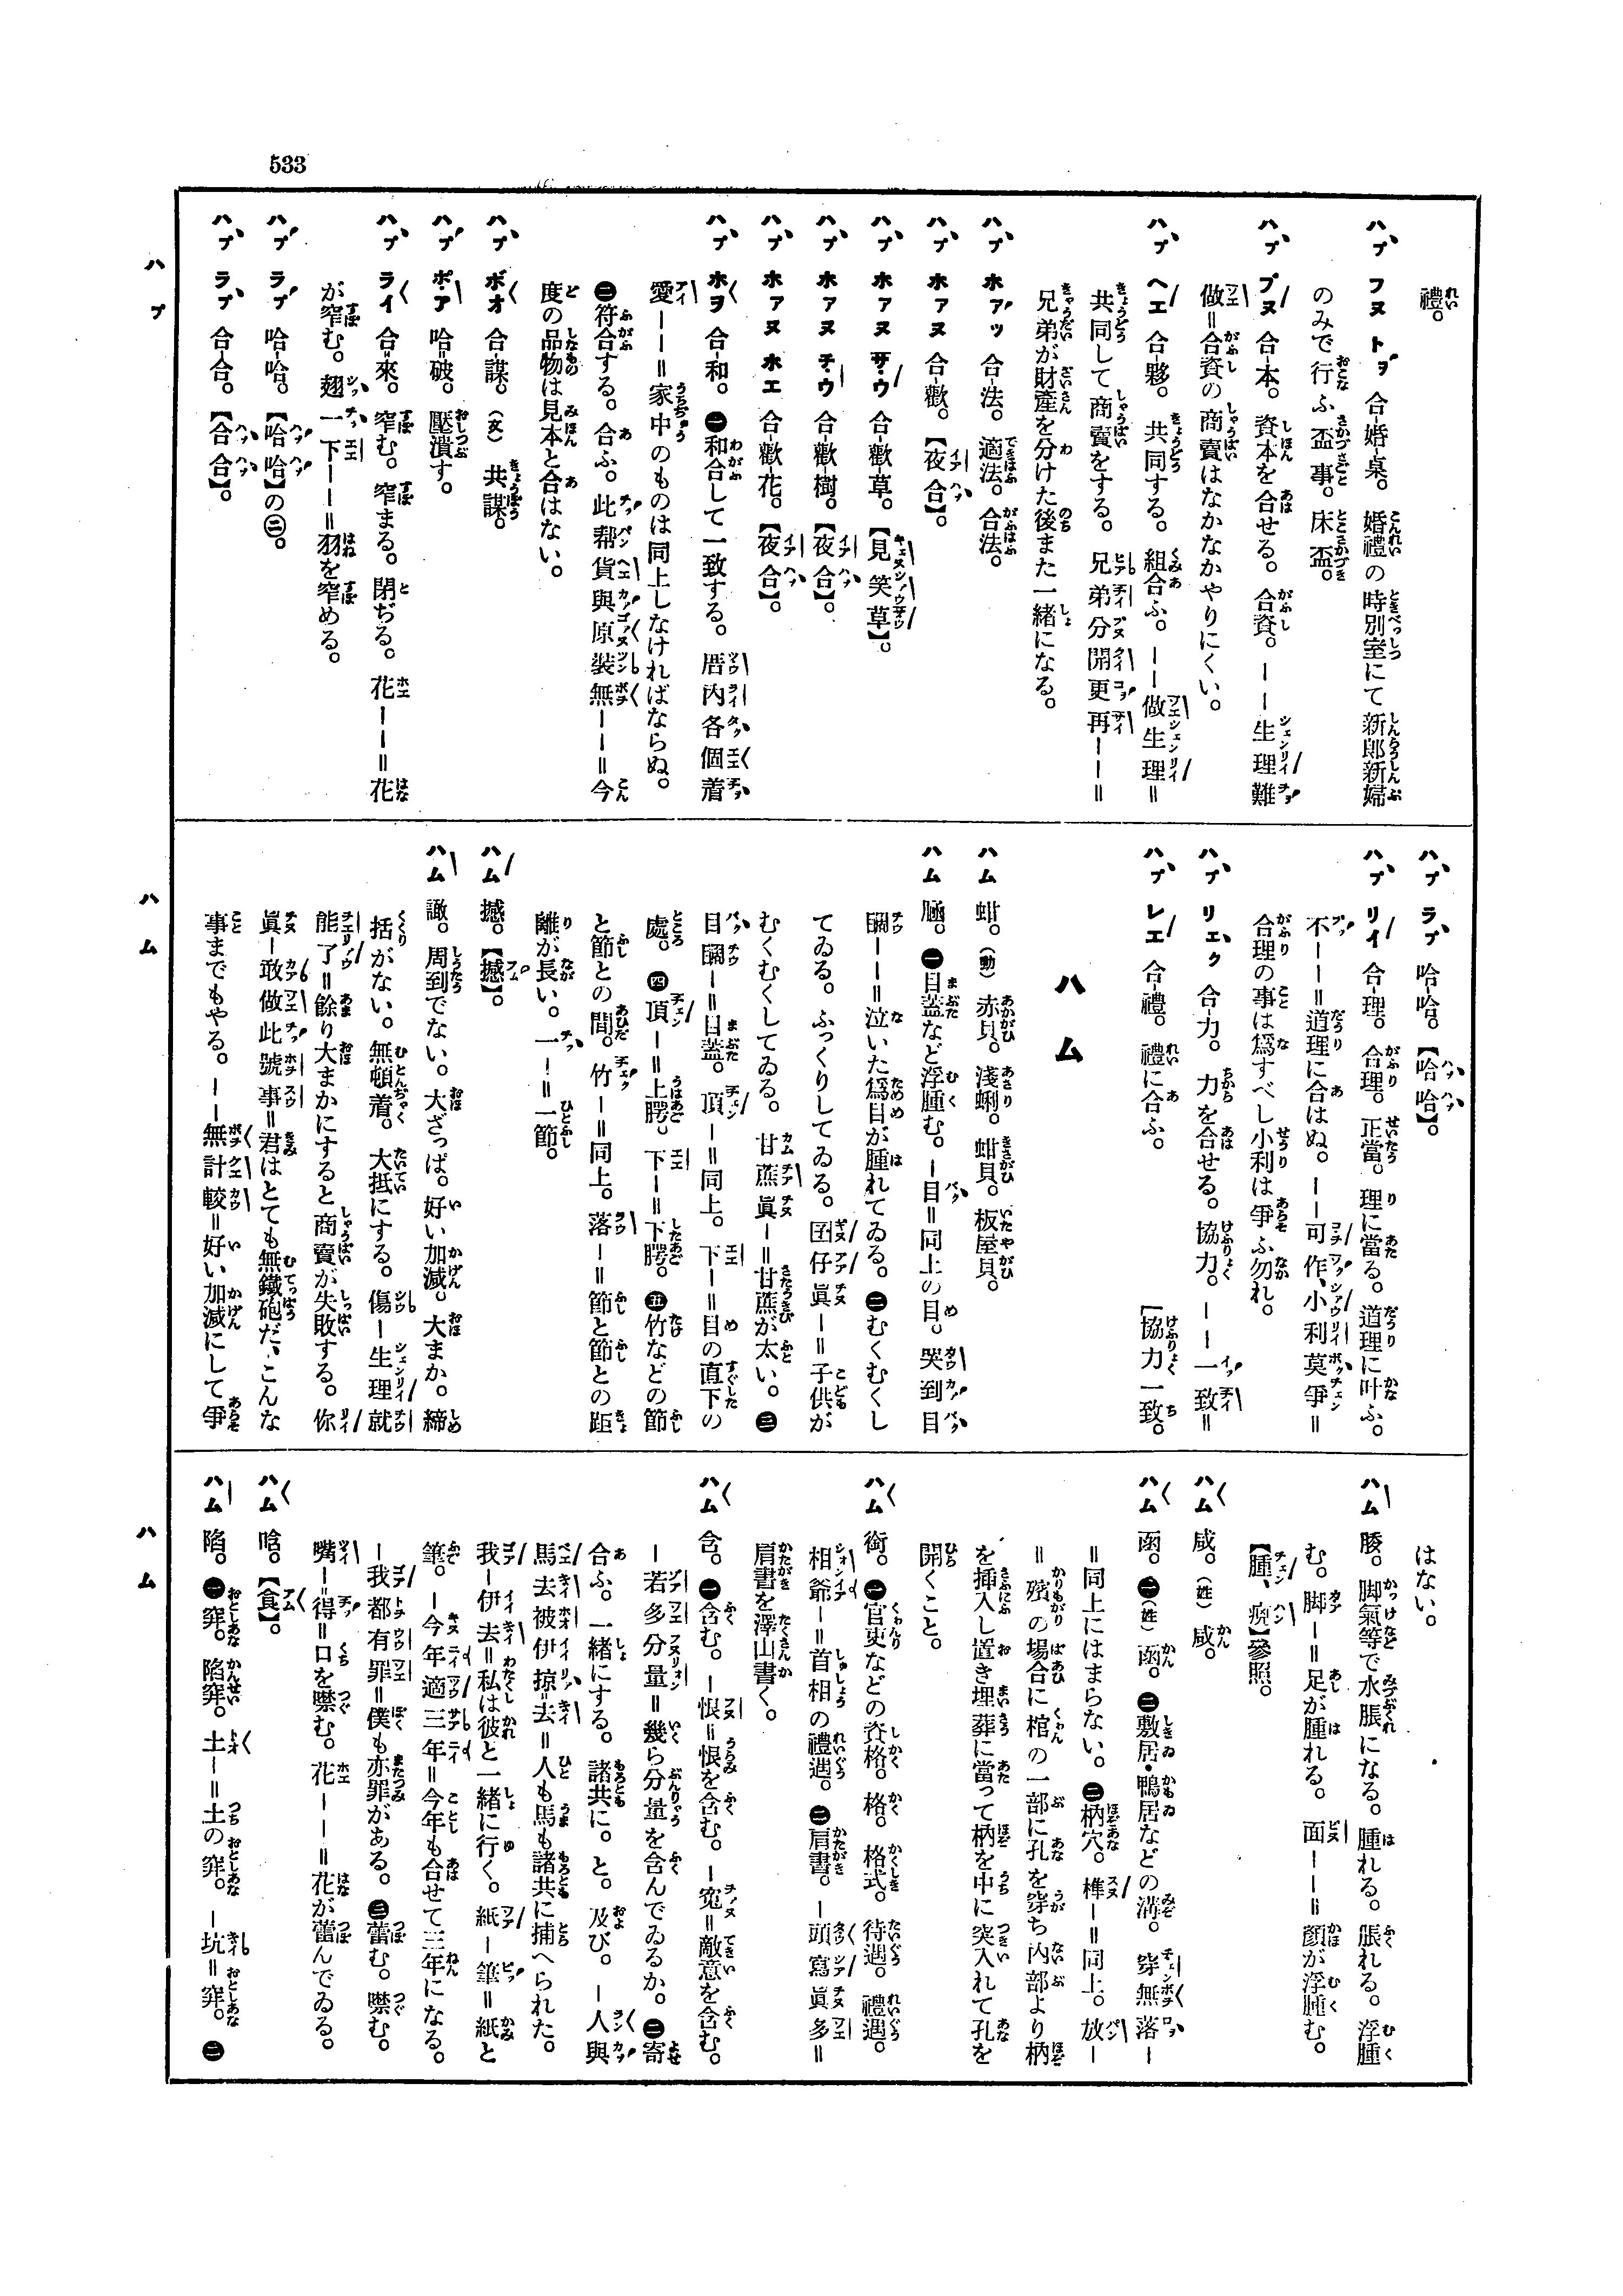 533
禮。
ハプ フヌ トヲ 合-婚-桌。 婚禮の時別室にて新郎新婦
のみで行ふ盃事。床盃。
ハプ プヌ 合-本。 資本を合せる。合資。――生理難
做=合資の商賣はなかなかやりにくい。
ハプ ヘエ 合-夥。 共同する。組合ふ。――做生理=
共同して商賣をする。兄弟分開更再――=
兄弟が財產を分けた後また一緒になる。
ハプ ホァッ 合-法。 適法。合法。
ハプ ホァヌ 合-歡。【夜合】。
ハプ ホァヌ サ・ウ 合-歡-草。【見笑草】。
ハプ ホァヌ チ・ウ 合-歡-樹。【夜合】。
ハプ ホァヌ ホエ 合-歡-花。【夜合】。
ハプ ホヲ 合-和。 ㊀和合して一致する。厝內各個着
愛――=家中のものは同上しなければならぬ。
㊁符合する。合ふ。此帮貨與原裝無――=今
度の品物は見本と合はない。
ハプ ボオ 合-謀。(文) 共謀。
ハプ ポ・ア 哈=破。 壓潰す。
ハプ ライ 合=來。 窄む。窄まる。閉ぢる。花――=花
が窄む。翅一下――=羽を窄める。
ハプ ラプ 哈-哈。【哈哈】の㊁。
ハプ ラプ 合-合。【合合】。
ハプ
ハプ ラプ 哈-哈。【哈哈】。
ハプ リイ 合-理。 合理。正當。理に當る。道理に叶ふ。
不――=道理に合はぬ。――可作、小利莫爭=
合理の事は爲すべし小利は爭ふ勿れ。
ハプ リェク 合-力。 力を合せる。協力。――一致=
[協力一致。
ハプ レエ 合-禮。 禮に合ふ。
ハム
ハム 蚶。(動) 赤貝。淺蜊。蚶貝。板屋貝。
ハム ㊀目蓋など浮腫む。―目=同上の目。哭到目
――=泣いた爲目が腫れてゐる。㊁むくむくし
てゐる。ふっくりしてゐる。囝仔眞―=子供が
むくむくしてゐる。甘蔗眞―=甘蔗が太い。㊂
目―=目蓋。頂―=同上。下―=目の直下の
處。㊃頂―=上腭。下―=下腭。㊄竹などの節
と節との間。竹―=同上。落―=節と節との距
離が長い。一―=一節。
ハム 撼。【撼】。
ハム 譀。 周到でない。大ざっぱ。好い加減。大まか。締
括がない。無頓着。大抵にする。傷―生理就
能了=餘り大まかにすると商賣が失敗する。你
眞―敢做此號事=君はとても無鐵砲だ、こんな
事までもやる。――無計較=好い加減にして爭
ハム
はない。
ハム 脚氣等で水脹になる。腫れる。脹れる。浮腫
む。脚―=足が腫れる。面――=顏が浮腫む。
【腫、癍】參照。
ハム 咸。(姓) 咸。
ハム 函。 ㊀(姓) 函。㊁敷居・鴨居などの溝。穿無落―
=同上にはまらない。㊂枘穴。榫―=同上。放―
=殯の場合に棺の一部に孔を穿ち內部より枘
を挿入し置き埋葬に當って枘を中に突入れて孔を
開くこと。
ハム 銜。 ㊀官吏などの資格。格。格式。待遇。禮遇。
相爺―=首相の禮遇。㊁肩書。―頭寫眞多=
肩書を澤山書く。
ハム 含。 ㊀含む。―恨=恨を含む。―寃=敵意を含む。
―若多分量=幾ら分量を含んでゐるか。㊁寄
合ふ。一緒にする。諸共に。と。及び。―人與
馬去被伊掠=去=人も馬も諸共に捕へられた。
我―伊去=私は彼と一緒に行く。紙―筆=紙と
筆。―今年適三年=今年も合せて三年になる。
―我都有罪=僕も亦罪がある。㊂蕾む。噤む。
嘴―得=口を噤む。花――=花が蕾んでゐる。
ハム 唅。【食】。
ハム 陷。 ㊀穽。陷穽。土―=土の穽。―坑=穽。㊁
ハム